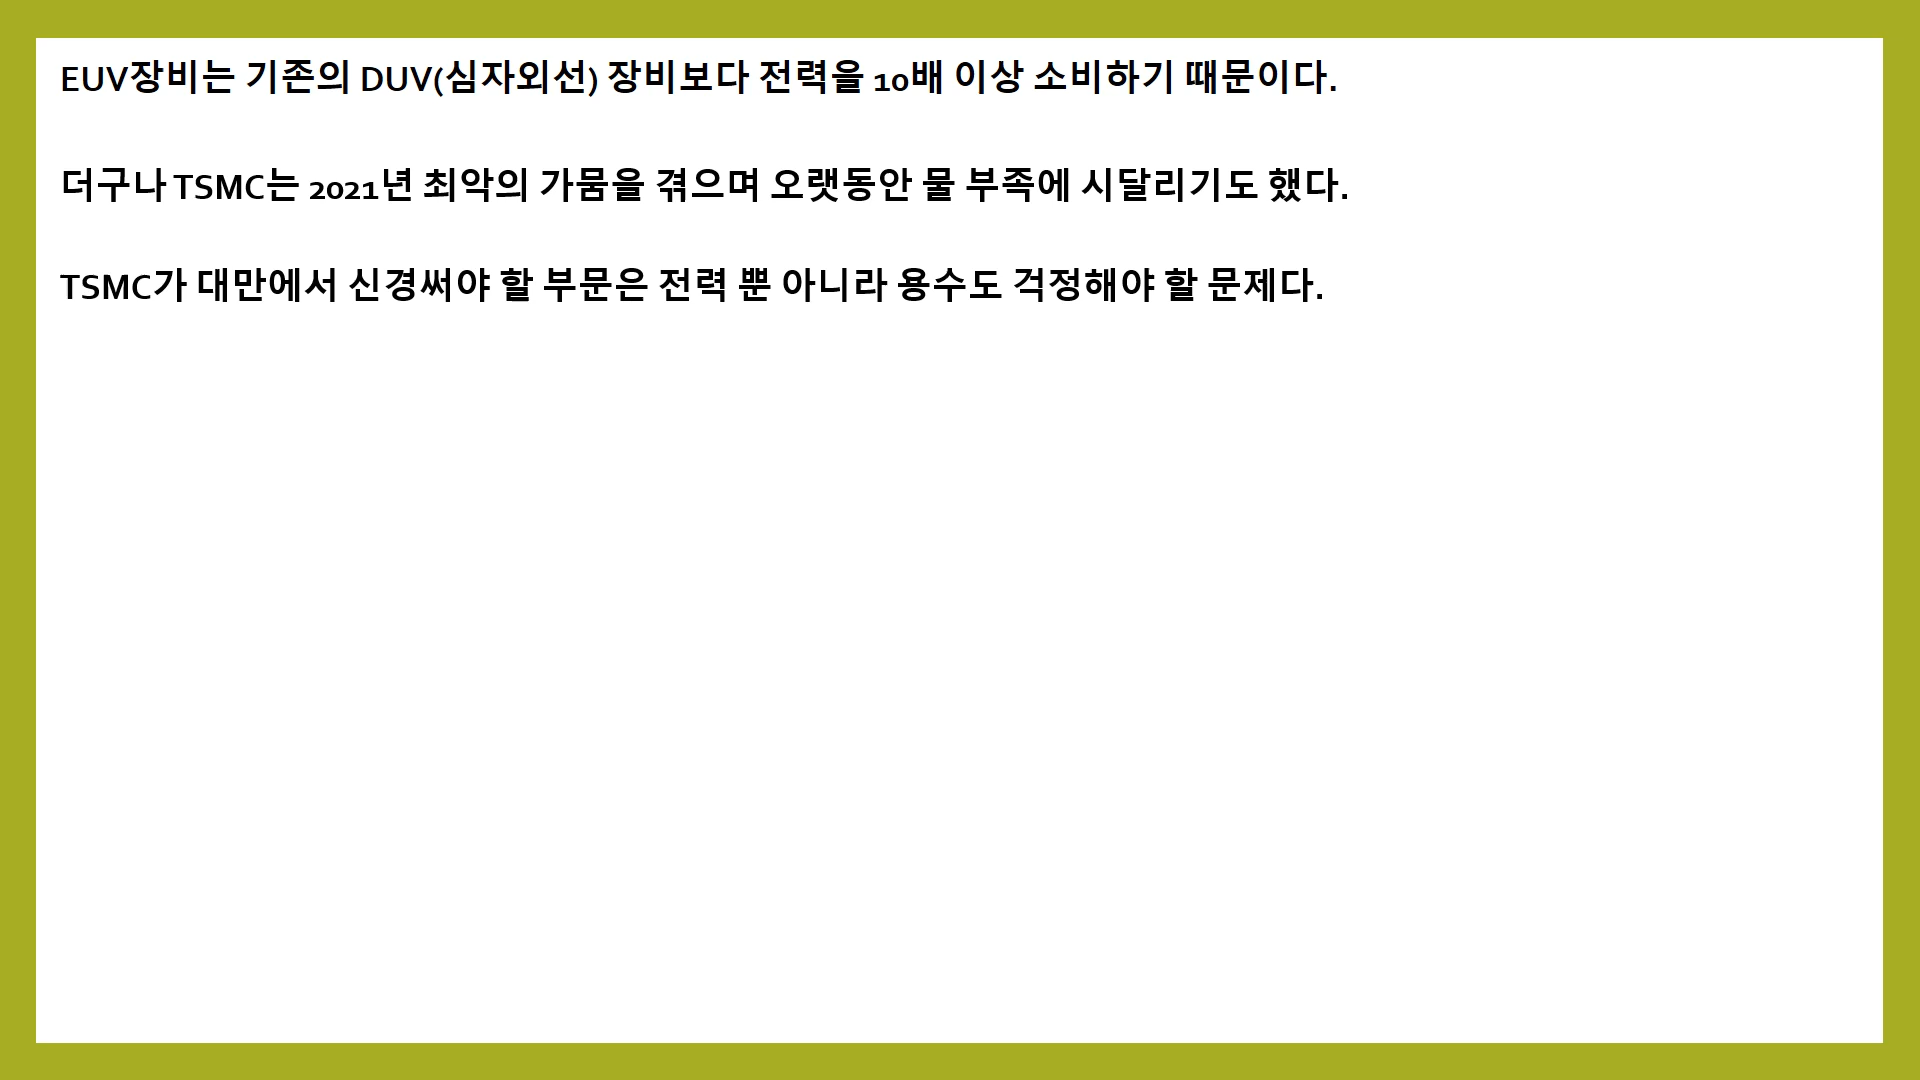 EUV장비는 기존의 DUV(심자외선) 장비보다 전력을 10배 이상 소비하기 때문이다.
더구나 TSMC는 2021년 최악의 가뭄을 겪으며 오랫동안 물 부족에 시달리기도 했다.
TSMC가 대만에서 신경써야 할 부문은 전력 뿐 아니라 용수도 걱정해야 할 문제다.